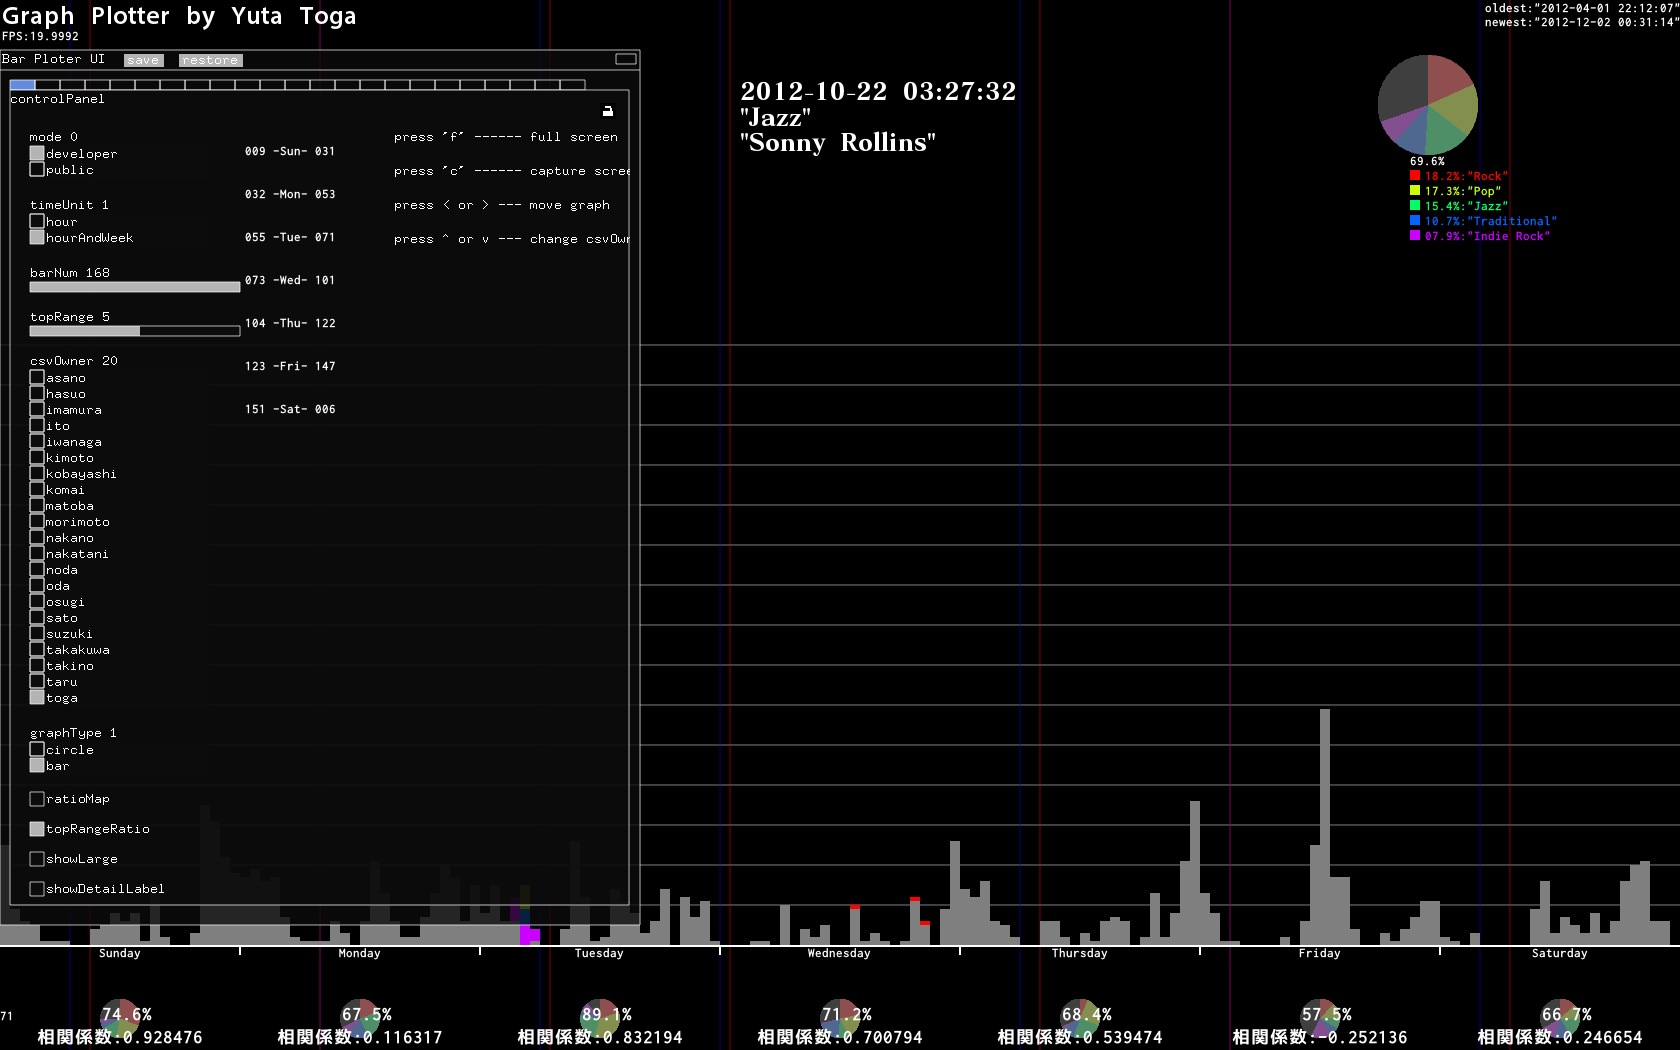 Graph Plotter by Yuta Toga
FPS:19.9992
oldest:"2012-04-01 22:12:07"
newest:"2012-12-02 00:31:14"
Bar Ploter UI save restore
controlPanel
mode 0
developer
public
timeUnit 1
hour
hourAndWeek
barNum 168
topRange 5
csvOwner 20
asano
hasuo
imamura
ito
iwanaga
kimoto
kobayashi
komai
matoba
morimoto
nakano
nakatani
noda
oda
osugi
sato
suzuki
takakuwa
takino
taru
toga
graphType 1
circle
bar
ratioMap
topRangeRatio
showLarge
showDetailLabel
009 -Sun- 031
032 -Mon- 053
055 -Tue- 071
073 -Wed- 101
104 -Thu- 122
123 -Fri- 147
151 -Sat- 006
press 'f' ------ full screen
press 'c' ------ capture scree
press < or > --- move graph
press ^ or v --- change csvOwn
2012-10-22 03:27:32
"Jazz"
"Sonny Rollins"
69.6%
18.2%:"Rock"
17.3%:"Pop"
15.4%:"Jazz"
10.7%:"Traditional"
07.9%:"Indie Rock"
Sunday Monday Tuesday Wednesday Thursday Friday Saturday
71 74.6% 67.5% 89.1% 71.2% 68.4% 57.5% 66.7%
相関係数:0.928476 相関係数:0.116317 相関係数:0.832194 相関係数:0.700794 相関係数:0.539474 相関係数:-0.252136 相関係数:0.246654